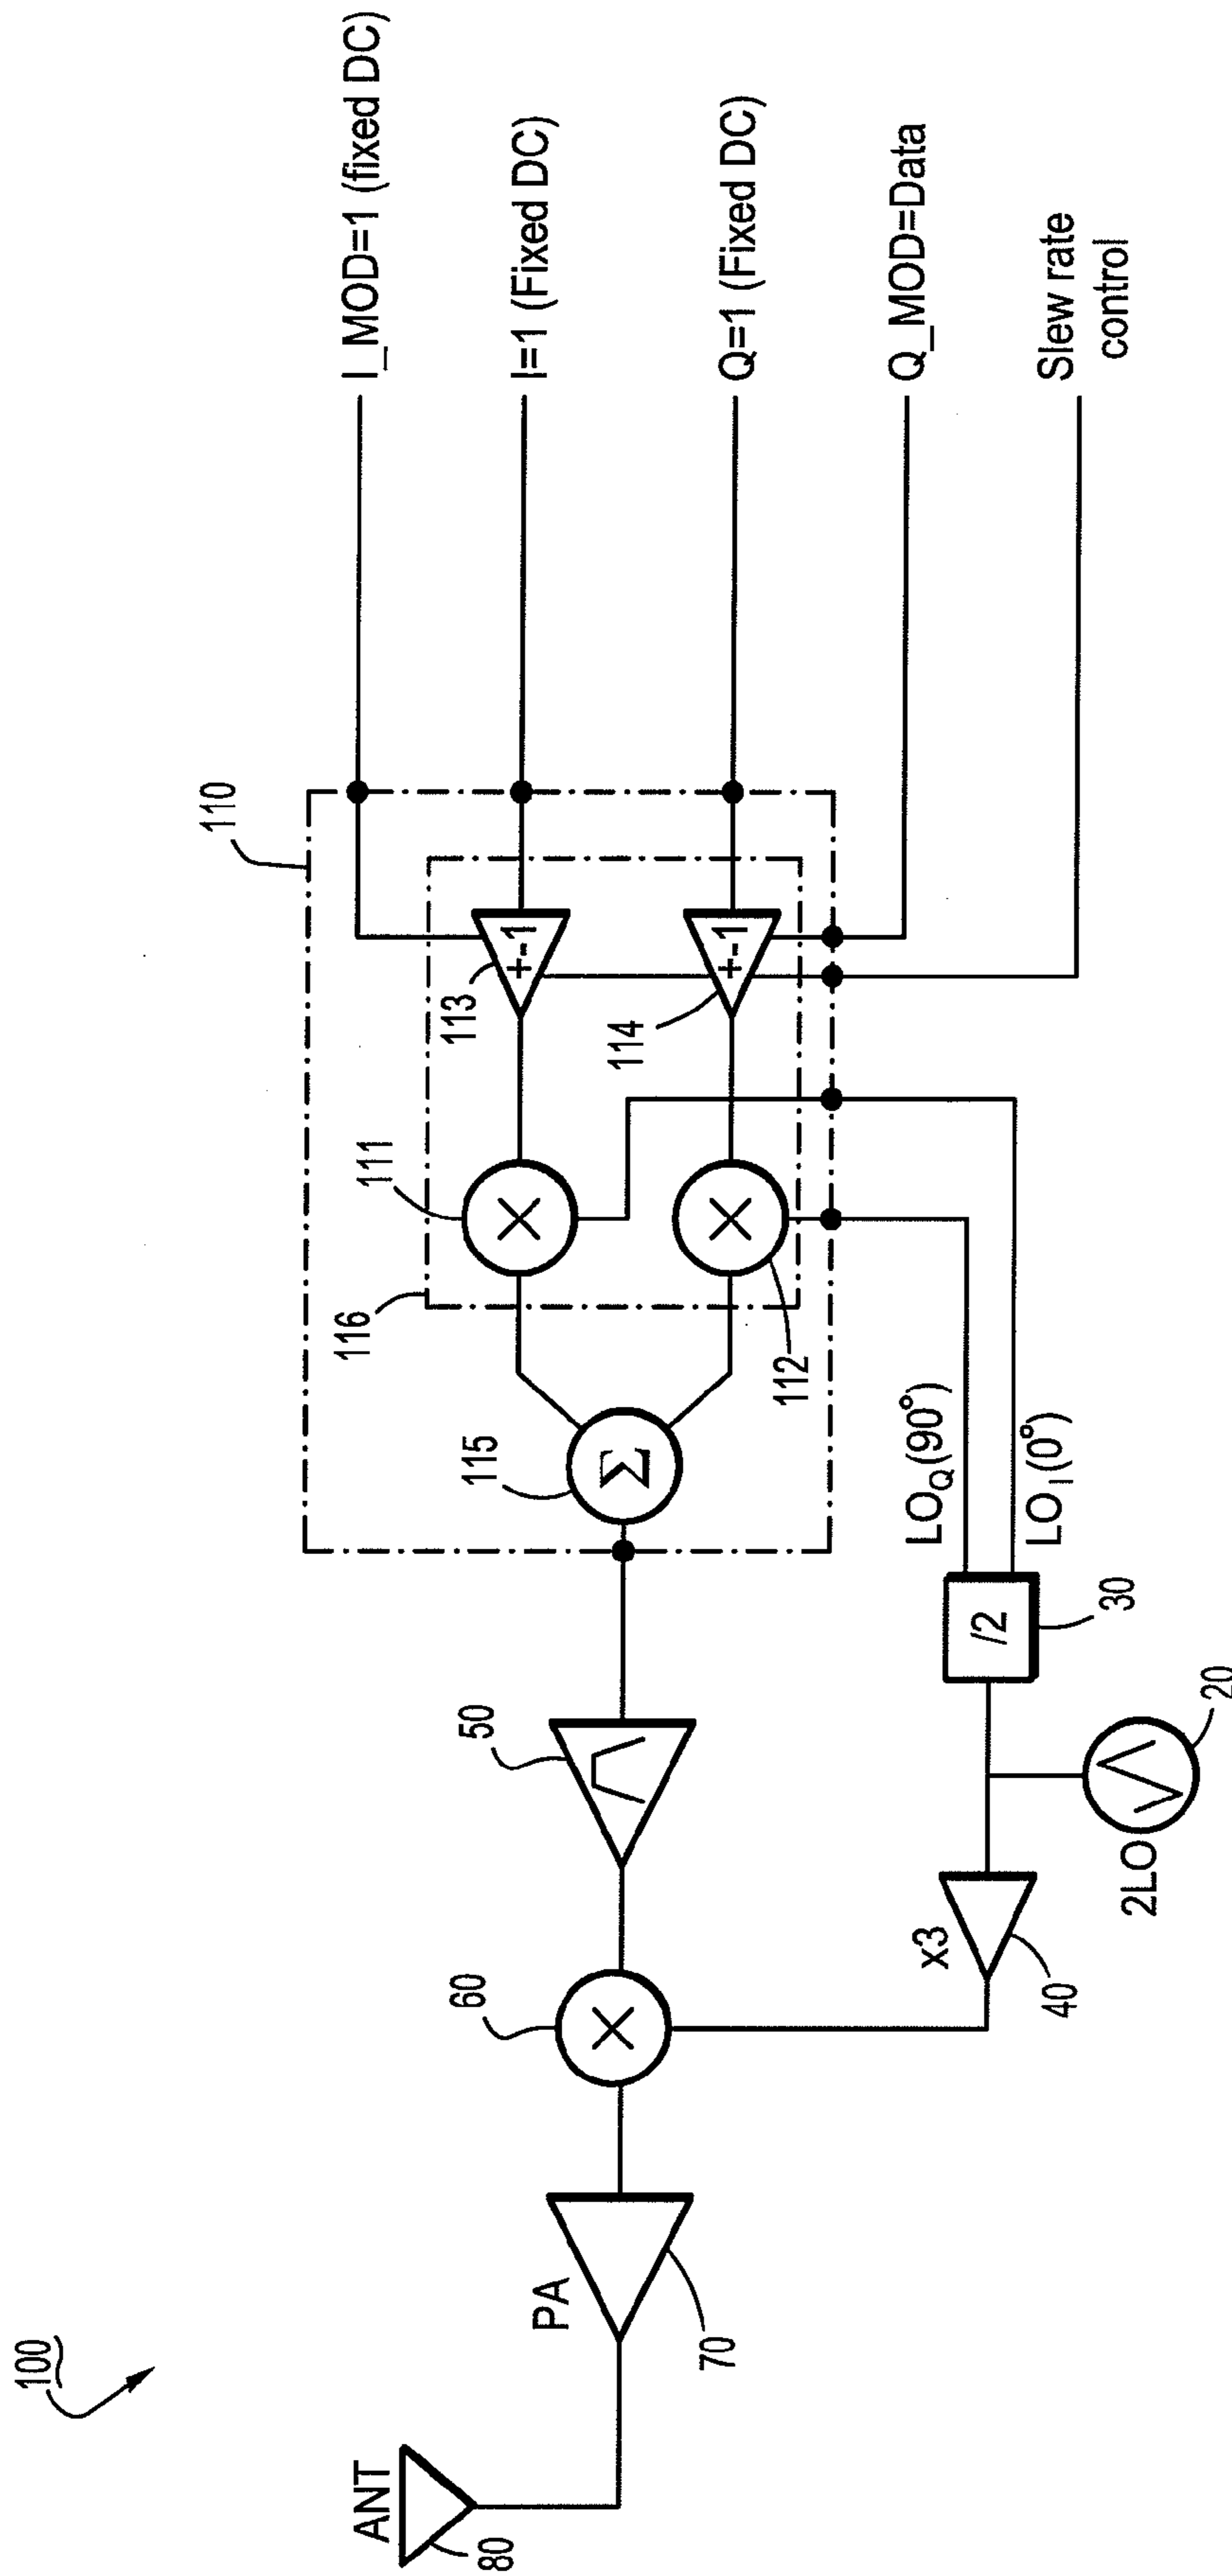 100
ANT
80
PA
70
60
x3
40
50
2LO
20
/2
30
LO_Q(90°)
LO_I(0°)
115
Σ
116
110
111
112
113
+-1
114
+-1
I_MOD=1 (fixed DC)
I=1 (Fixed DC)
Q=1 (Fixed DC)
Q_MOD=Data
Slew rate
control